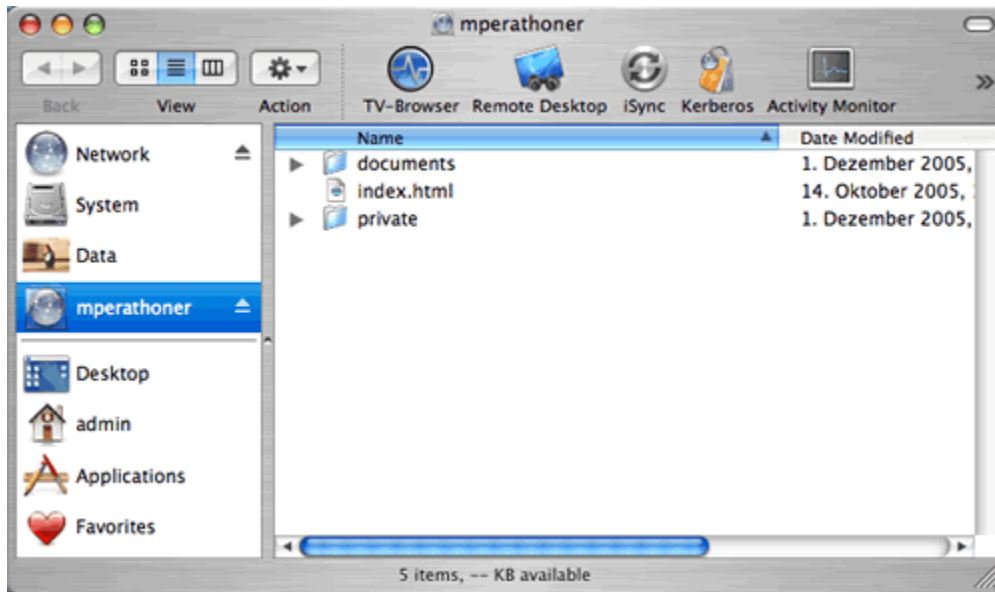 mperathoner
Back View Action TV-Browser Remote Desktop iSync Kerberos Activity Monitor
Name Date Modified
Network
System
Data
mperathoner
Desktop
admin
Applications
Favorites
documents 1. Dezember 2005,
index.html 14. Oktober 2005,
private 1. Dezember 2005,
5 items, -- KB available